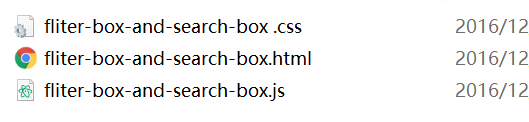 fliter-box-and-search-box .css 2016/12
fliter-box-and-search-box.html 2016/12
fliter-box-and-search-box.js 2016/12